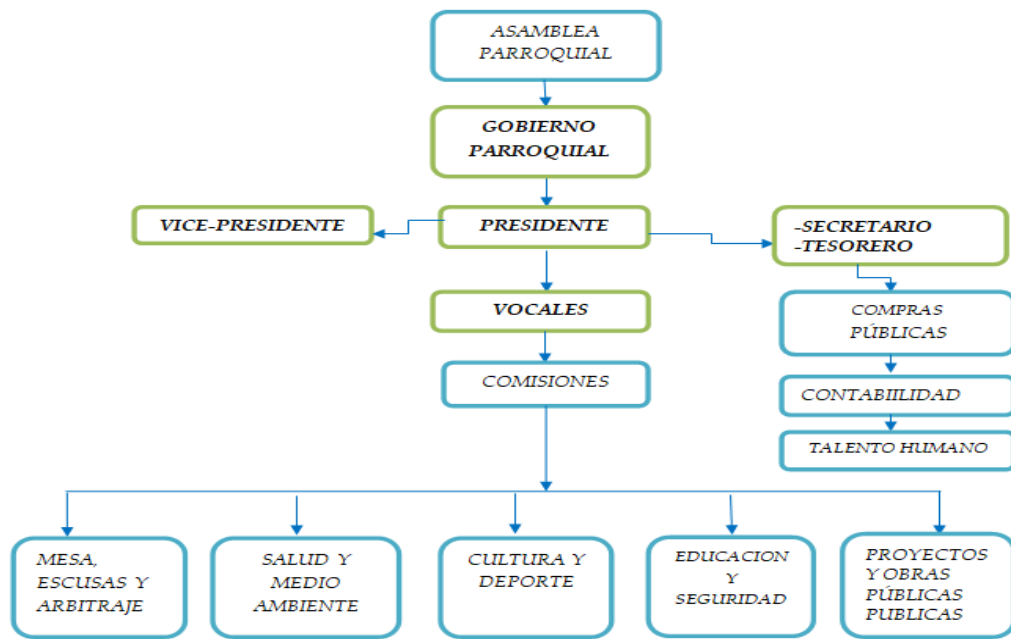 ASAMBLEA
PARROQUIAL
GOBIERNO
PARROQUIAL
VICE-PRESIDENTE
PRESIDENTE
-SECRETARIO
-TESORERO
VOCALES
COMPRAS
PÚBLICAS
COMISIONES
CONTABIILIDAD
TALENTO HUMANO
MESA,
ESCUSAS Y
ARBITRAJE
SALUD Y
MEDIO
AMBIENTE
CULTURA Y
DEPORTE
EDUCACION
Y
SEGURIDAD
PROYECTOS
Y OBRAS
PÚBLICAS
PUBLICAS